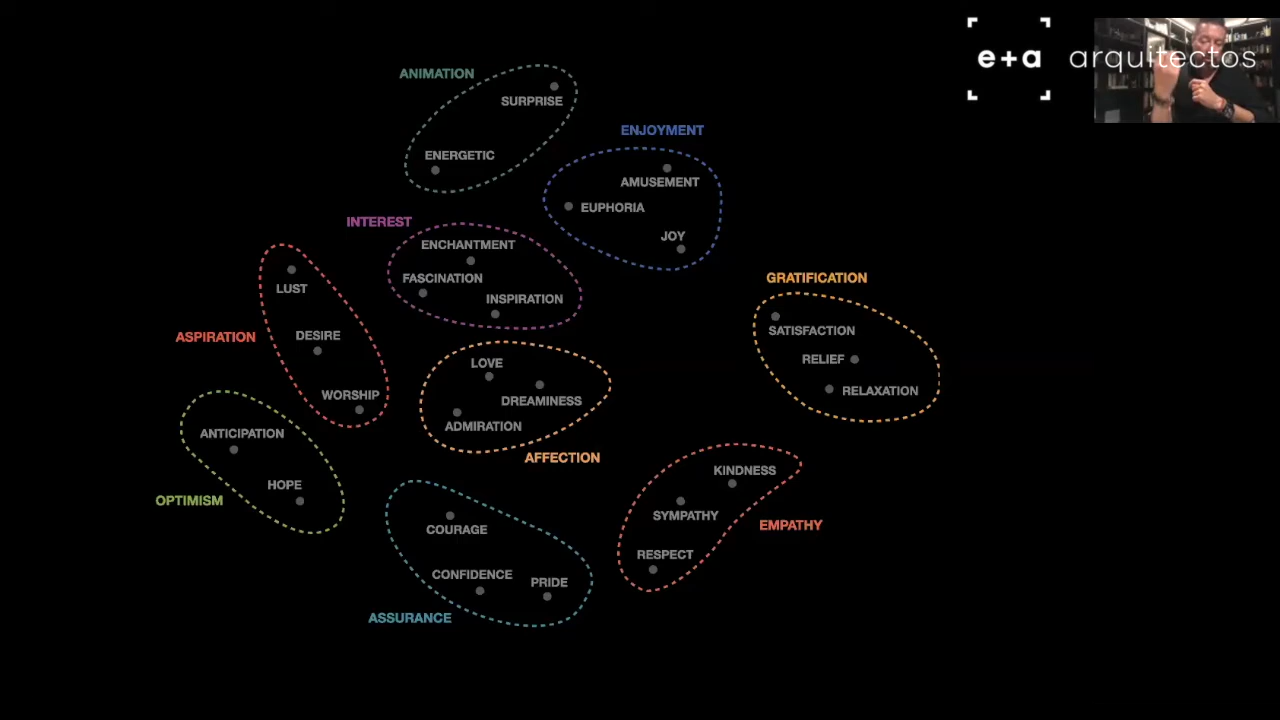 e+a arquitectos
ANIMATION
SURPRISE
ENERGETIC
ENJOYMENT
AMUSEMENT
EUPHORIA
JOY
INTEREST
ENCHANTMENT
FASCINATION
INSPIRATION
LUST
DESIRE
WORSHIP
ASPIRATION
GRATIFICATION
SATISFACTION
RELIEF
RELAXATION
LOVE
DREAMINESS
ADMIRATION
AFFECTION
ANTICIPATION
HOPE
OPTIMISM
KINDNESS
SYMPATHY
RESPECT
EMPATHY
COURAGE
CONFIDENCE
PRIDE
ASSURANCE